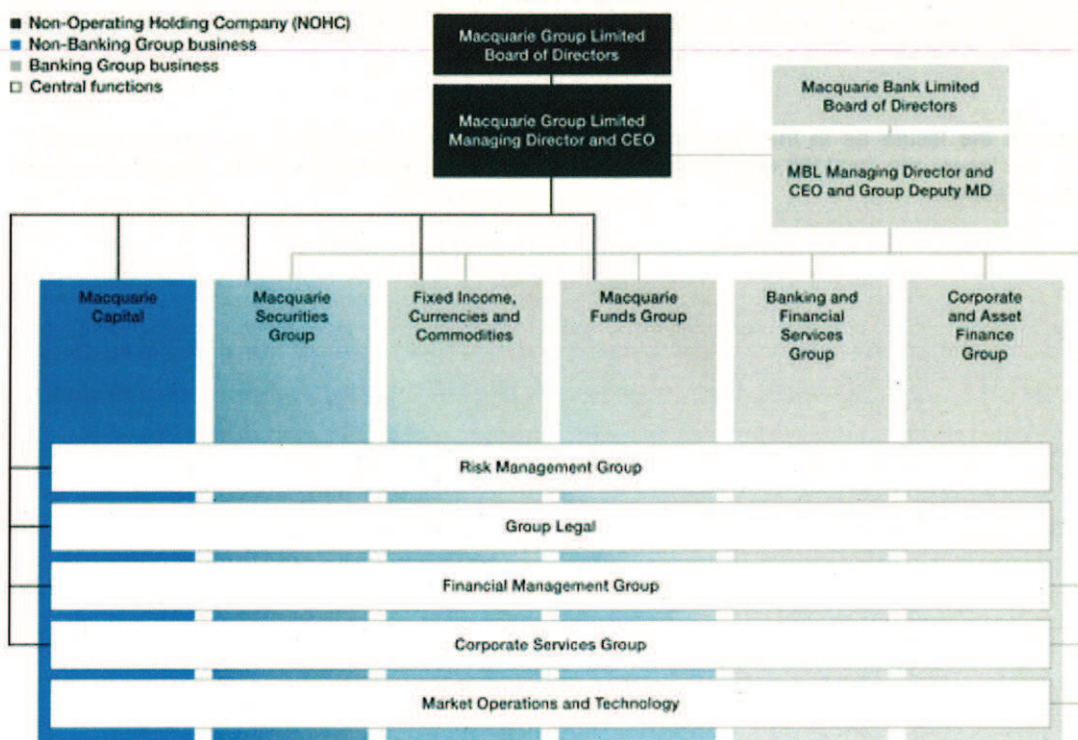 Non-Operating Holding Company (NOHC)
Non-Banking Group business
Banking Group business
Central functions
Macquarie Group Limited
Board of Directors
Macquarie Group Limited
Managing Director and CEO
Macquarie Bank Limited
Board of Directors
MBL Managing Director and
CEO and Group Deputy MD
Macquarie
Capital
Macquarie
Securities
Group
Fixed Income,
Currencies and
Commodities
Macquarie
Funds Group
Banking and
Financial
Services
Group
Corporate
and Asset
Finance
Group
Risk Management Group
Group Legal
Financial Management Group
Corporate Services Group
Market Operations and Technology